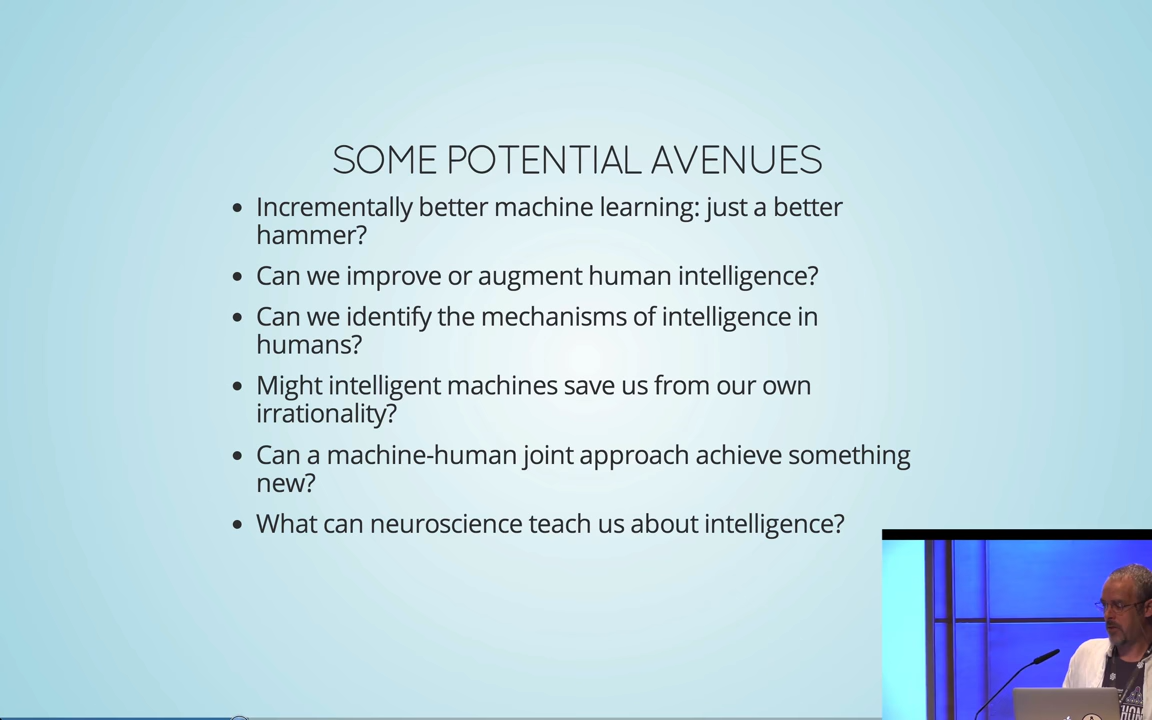 SOME POTENTIAL AVENUES
Incrementally better machine learning: just a better
hammer?
Can we improve or augment human intelligence?
Can we identify the mechanisms of intelligence in
humans?
Might intelligent machines save us from our own
irrationality?
Can a machine-human joint approach achieve something
new?
What can neuroscience teach us about intelligence?